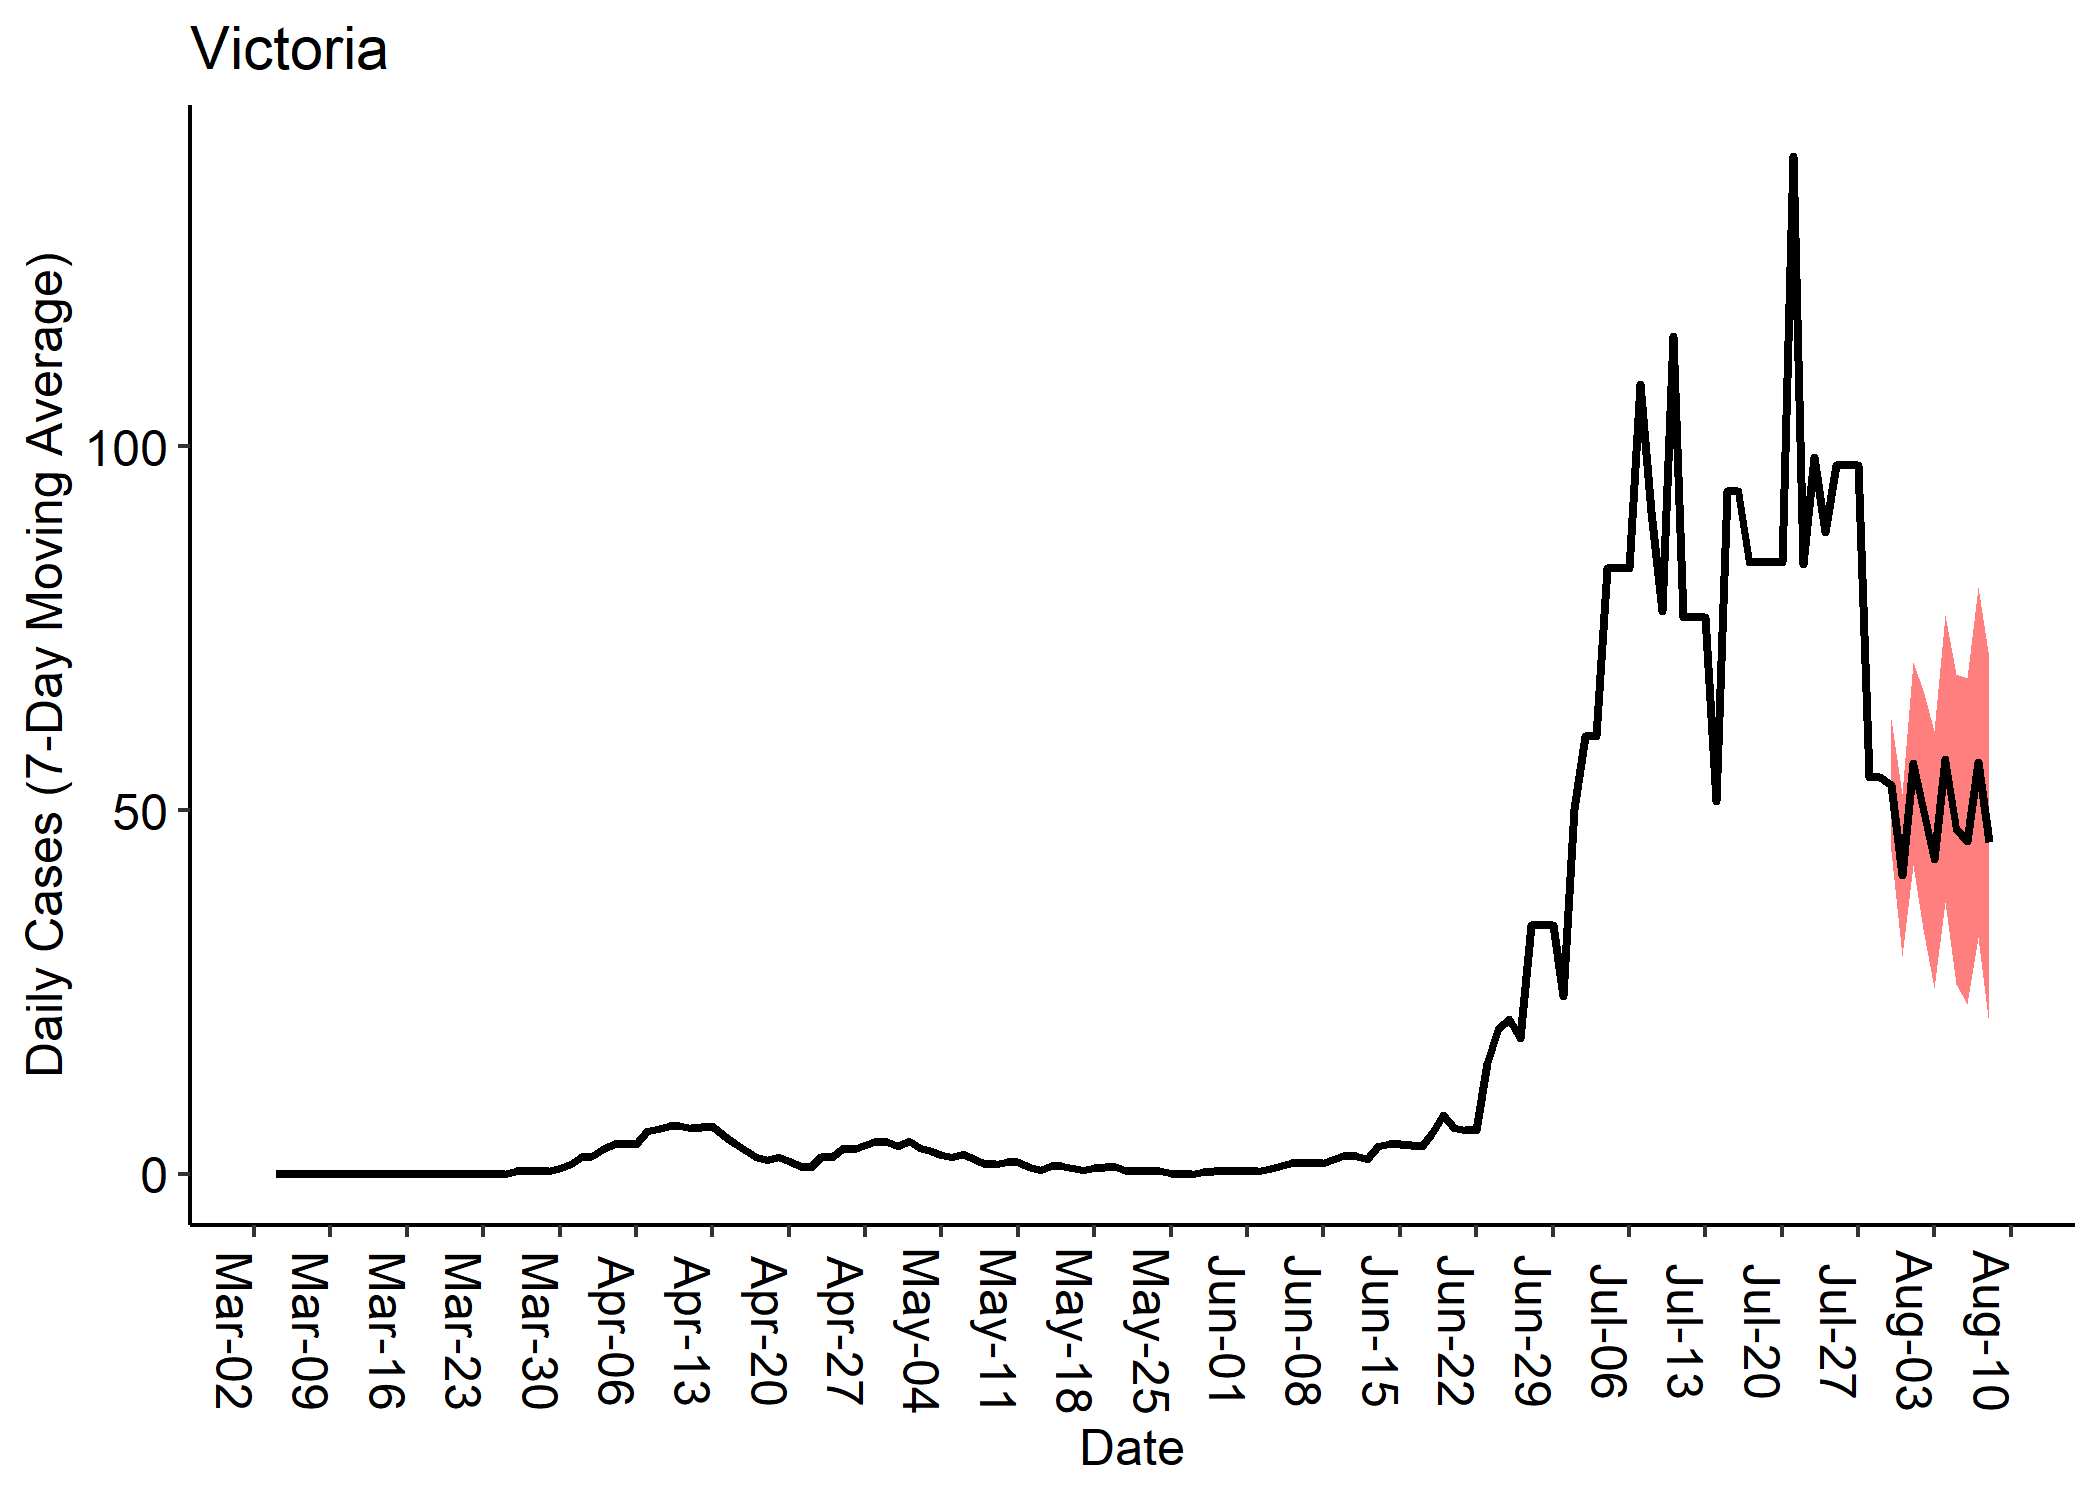 Victoria
Daily Cases (7-Day Moving Average)
100
50
0
Mar-02
Mar-09
Mar-16
Mar-23
Mar-30
Apr-06
Apr-13
Apr-20
Apr-27
May-04
May-11
May-18
May-25
Jun-01
Jun-08
Jun-15
Jun-22
Jun-29
Jul-06
Jul-13
Jul-20
Jul-27
Aug-03
Aug-10
Date